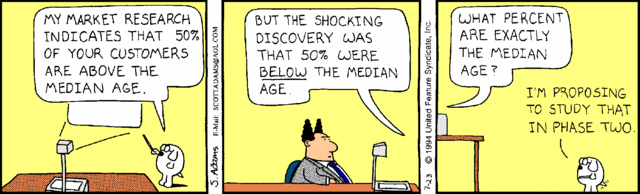 MY MARKET RESEARCH
INDICATES THAT 50%
OF YOUR CUSTOMERS
ARE ABOVE THE
MEDIAN AGE.
S. Adams E-Mail: SCOTTADAMS@AOL.COM
BUT THE SHOCKING
DISCOVERY WAS
THAT 50% WERE
BELOW THE MEDIAN
AGE.
7-23 © 1994 United Feature Syndicate, Inc.
WHAT PERCENT
ARE EXACTLY
THE MEDIAN
AGE?
I'M PROPOSING
TO STUDY THAT
IN PHASE TWO.